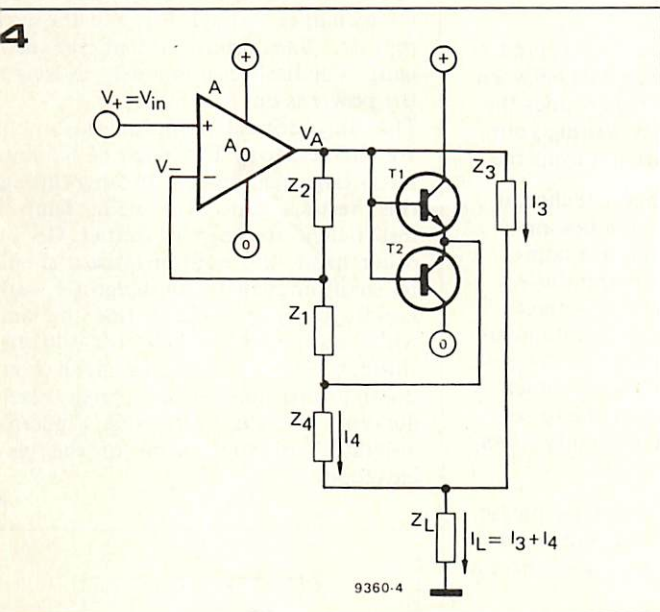 4
+ +
A
V+=Vin
+
A0
VA
Z3
V−
−
Z2
T1
I3
T2
0
Z1
0
Z4
I4
ZL
IL= I3+I4
9360-4